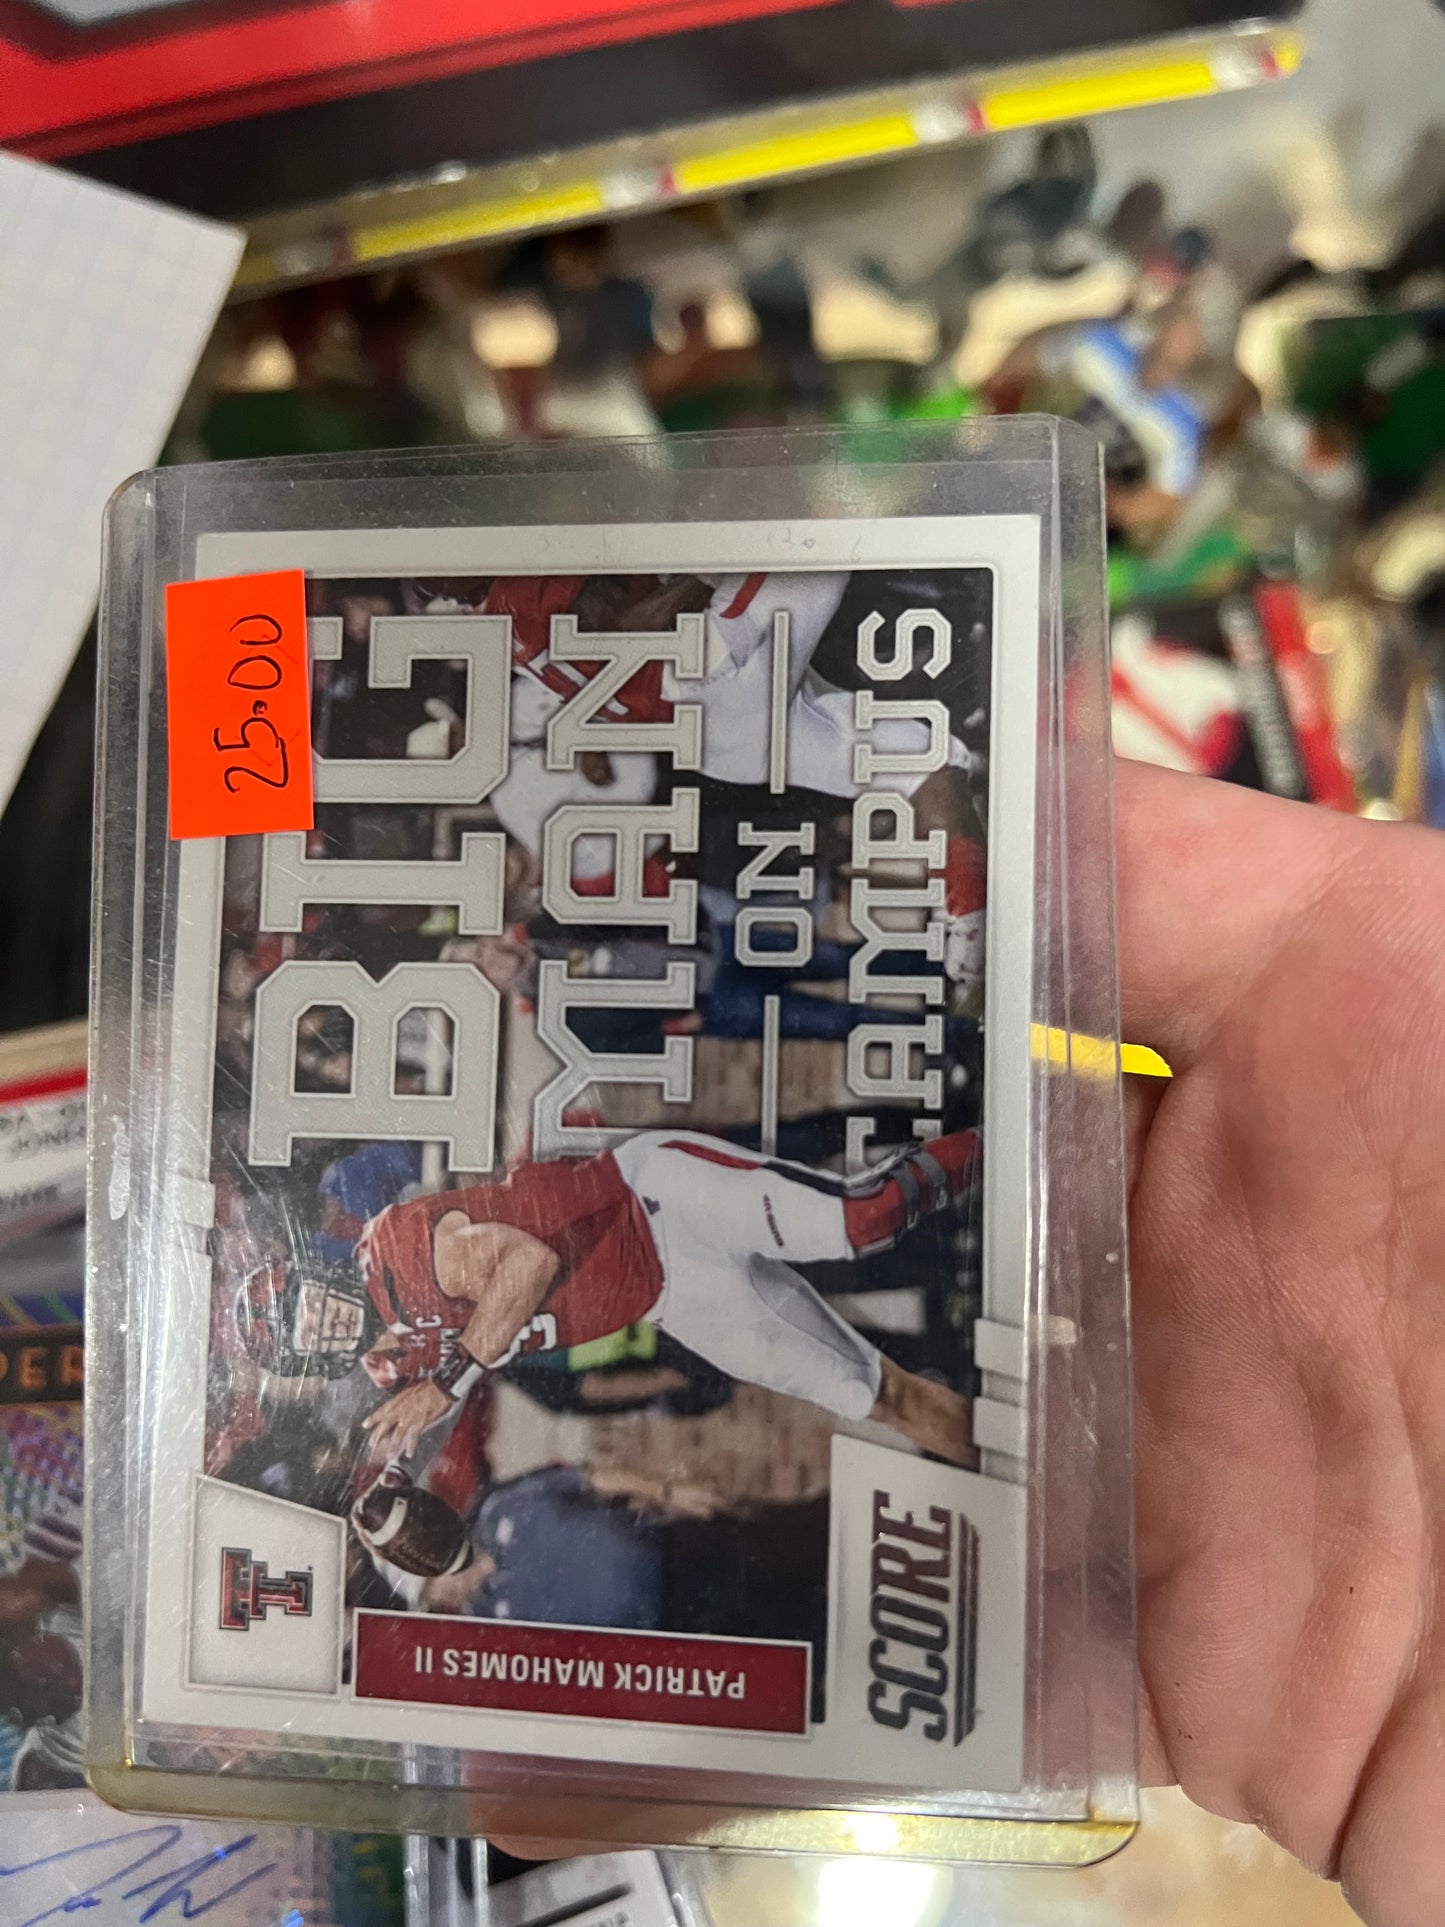 25.00
BIG
MAN
ON
CAMPUS
PATRICK MAHOMES II
SCORE